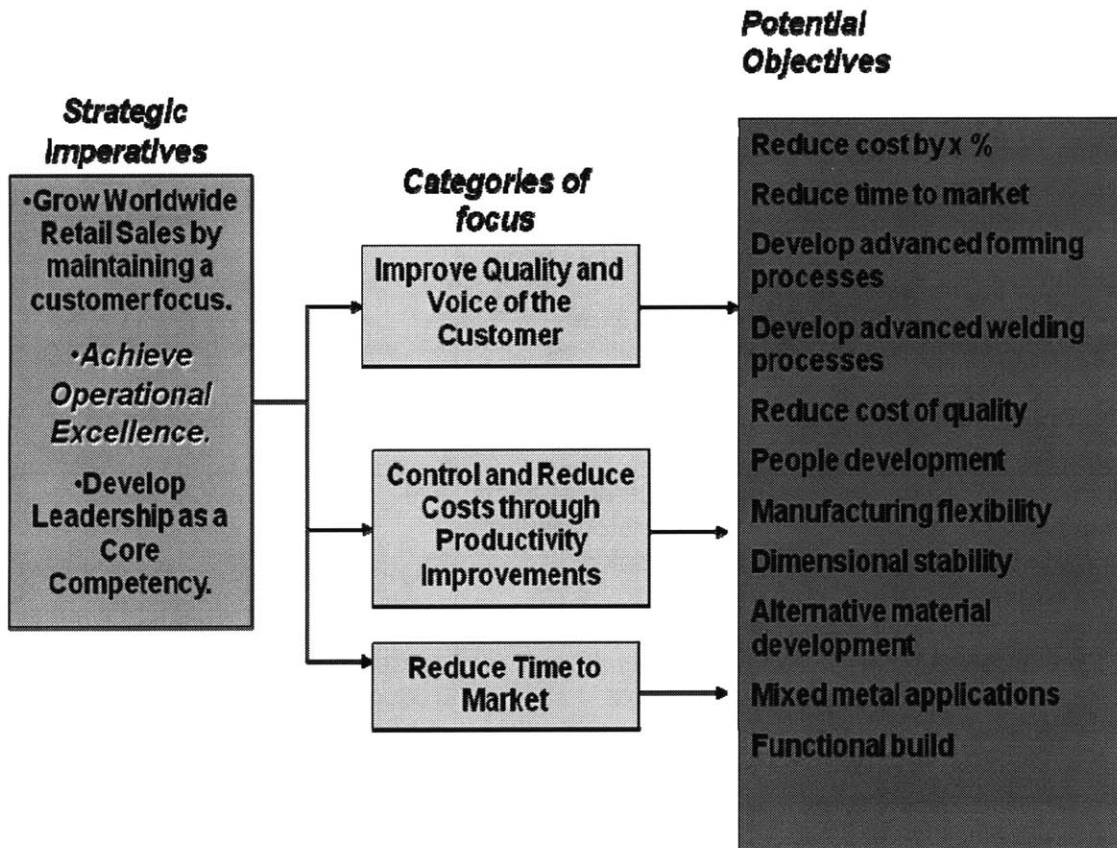 Strategic
Imperatives
•Grow Worldwide
Retail Sales by
maintaining a
customer focus.
•Achieve
Operational
Excellence.
•Develop
Leadership as a
Core
Competency.
Categories of
focus
Improve Quality and
Voice of the
Customer
Control and Reduce
Costs through
Productivity
Improvements
Reduce Time to
Market
Potential
Objectives
Reduce cost by x %
Reduce time to market
Develop advanced forming
processes
Develop advanced welding
processes
Reduce cost of quality
People development
Manufacturing flexibility
Dimensional stability
Alternative material
development
Mixed metal applications
Functional build